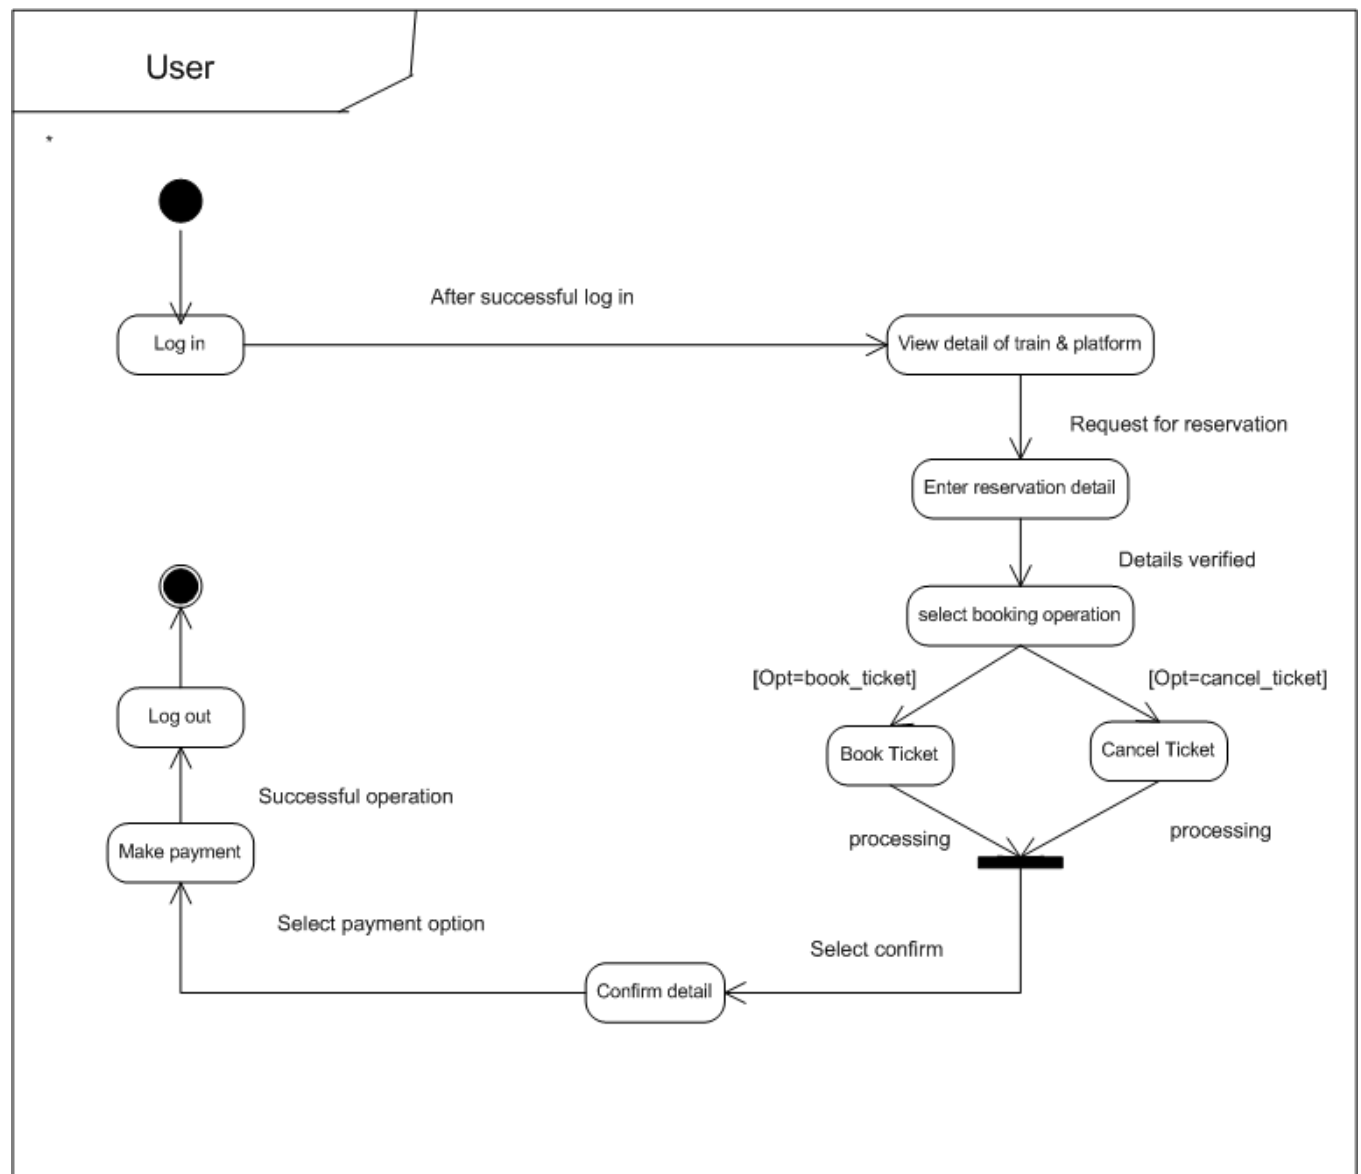 User
*
After successful log in
Log in
View detail of train & platform
Request for reservation
Enter reservation detail
Details verified
select booking operation
[Opt=book_ticket]
[Opt=cancel_ticket]
Log out
Book Ticket
Cancel Ticket
Successful operation
processing
processing
Make payment
Select payment option
Select confirm
Confirm detail